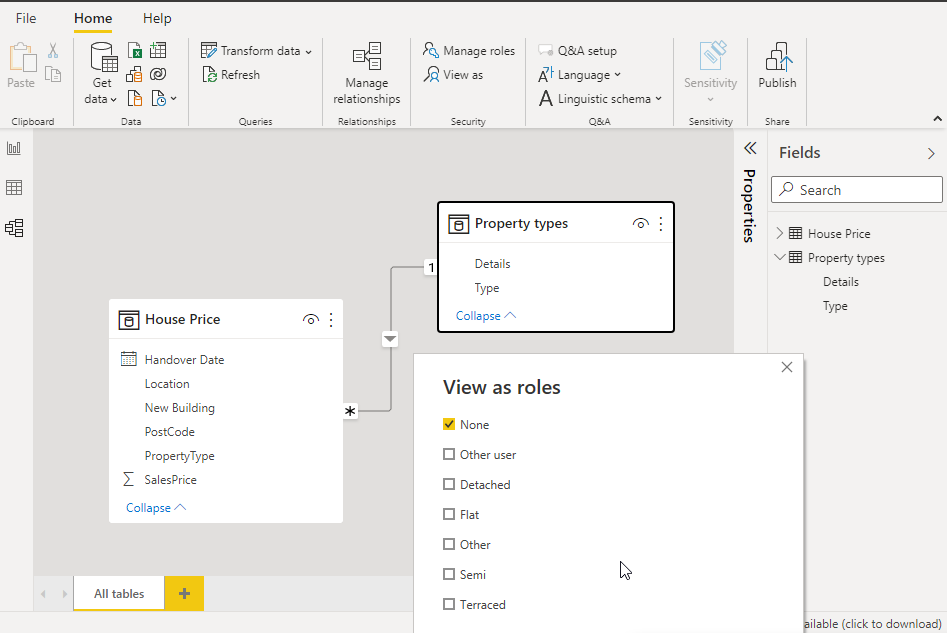 File Home Help
Paste
Get data
Transform data
Refresh
Manage relationships
Manage roles
View as
Q&A setup
Language
Linguistic schema
Sensitivity
Publish
Clipboard Data Queries Relationships Security Q&A Sensitivity Share
Properties
Fields
Search
House Price
Property types
Details
Type
Property types
1
Details
Type
Collapse
House Price
Handover Date
Location
New Building
PostCode
PropertyType
∑ SalesPrice
Collapse
*
View as roles
None
Other user
Detached
Flat
Other
Semi
Terraced
All tables +
ailable (click to download)